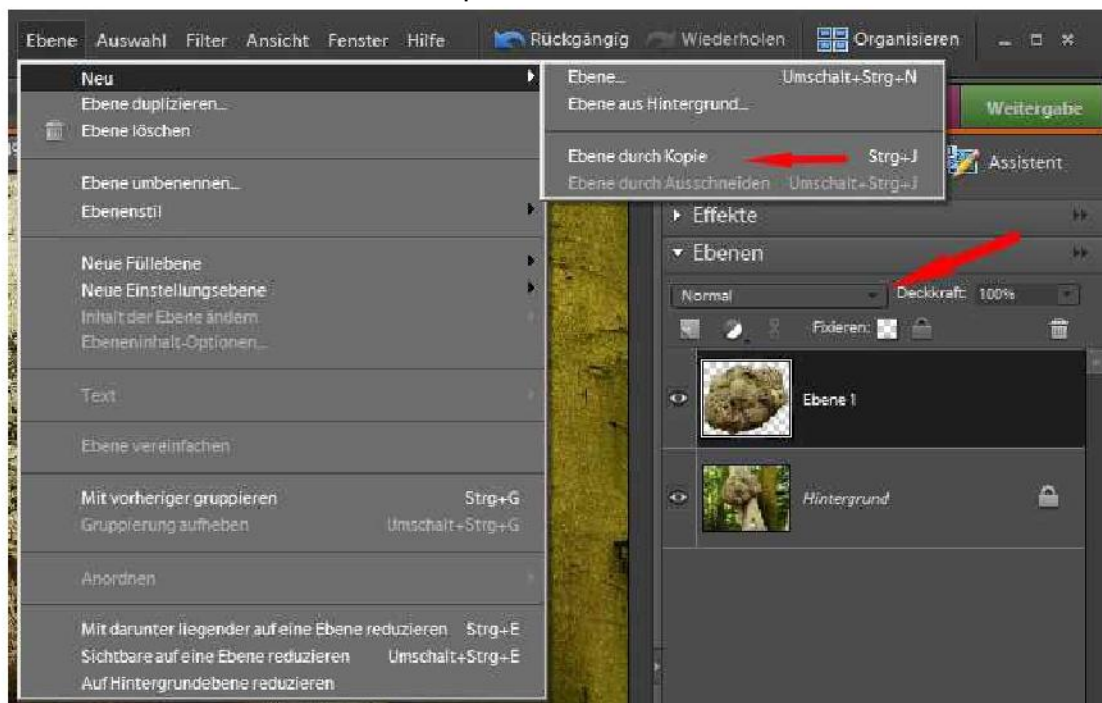 Ebene Auswahl Filter Ansicht Fenster Hilfe Rückgängig Wiederholen Organisieren
Neu
Ebene duplizieren...
Ebene löschen
Ebene umbenennen...
Ebenenstil
Neue Füllebene
Neue Einstellungsebene
Inhalt der Ebene ändern
Ebeneninhalt-Optionen...
Text
Ebene vereinfachen
Mit vorheriger gruppieren Strg+G
Gruppierung aufheben Umschalt+Strg+G
Anordnen
Mit darunter liegender auf eine Ebene reduzieren Strg+E
Sichtbare auf eine Ebene reduzieren Umschalt+Strg+E
Auf Hintergrundebene reduzieren
Ebene... Umschalt+Strg+N
Ebene aus Hintergrund...
Ebene durch Kopie Strg+J
Ebene durch Ausschneiden Umschalt+Strg+J
Weitergabe
Assistent
Effekte
Ebenen
Normal Deckkraft: 100%
Fixieren:
Ebene 1
Hintergrund